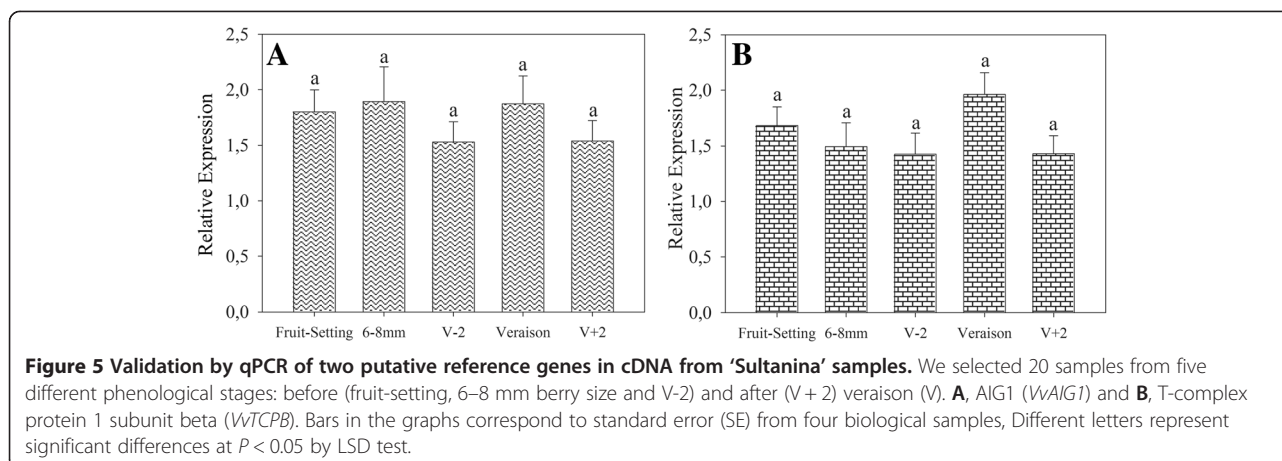 2,5
2,0
1,5
1,0
0,5
0,0
Relative Expression
A
a a a a a
Fruit-Setting 6-8mm V-2 Veraison V+2
2,5
2,0
1,5
1,0
0,5
0,0
Relative Expression
B
a a a a a
Fruit-Setting 6-8mm V-2 Veraison V+2
Figure 5 Validation by qPCR of two putative reference genes in cDNA from ‘Sultanina’ samples. We selected 20 samples from five
different phenological stages: before (fruit-setting, 6–8 mm berry size and V-2) and after (V + 2) veraison (V). A, AIG1 (VvAIG1) and B, T-complex
protein 1 subunit beta (VvTCPB). Bars in the graphs correspond to standard error (SE) from four biological samples, Different letters represent
significant differences at P < 0.05 by LSD test.